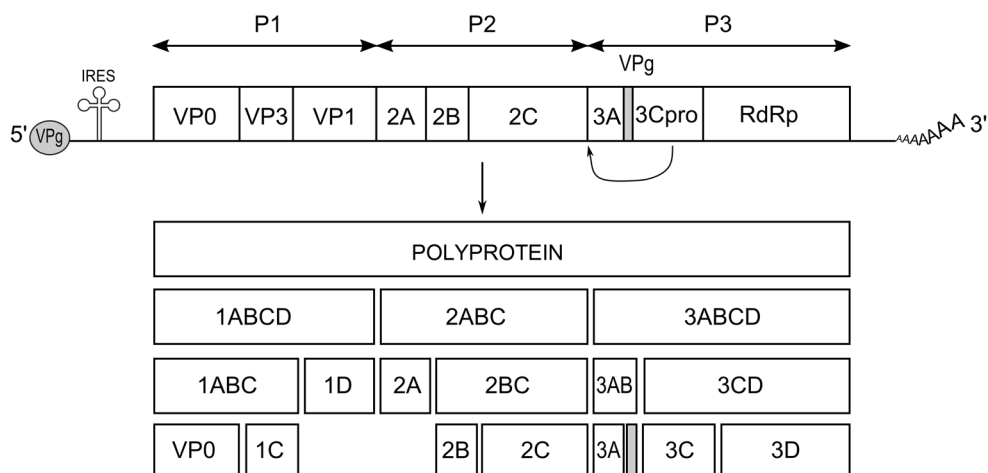 P1 P2 P3
VPg
IRES
VP0 VP3 VP1 2A 2B 2C 3A 3Cpro RdRp
5' VPg AAAAAAA 3'
POLYPROTEIN
1ABCD 2ABC 3ABCD
1ABC 1D 2A 2BC 3AB 3CD
VP0 1C 2B 2C 3A 3C 3D